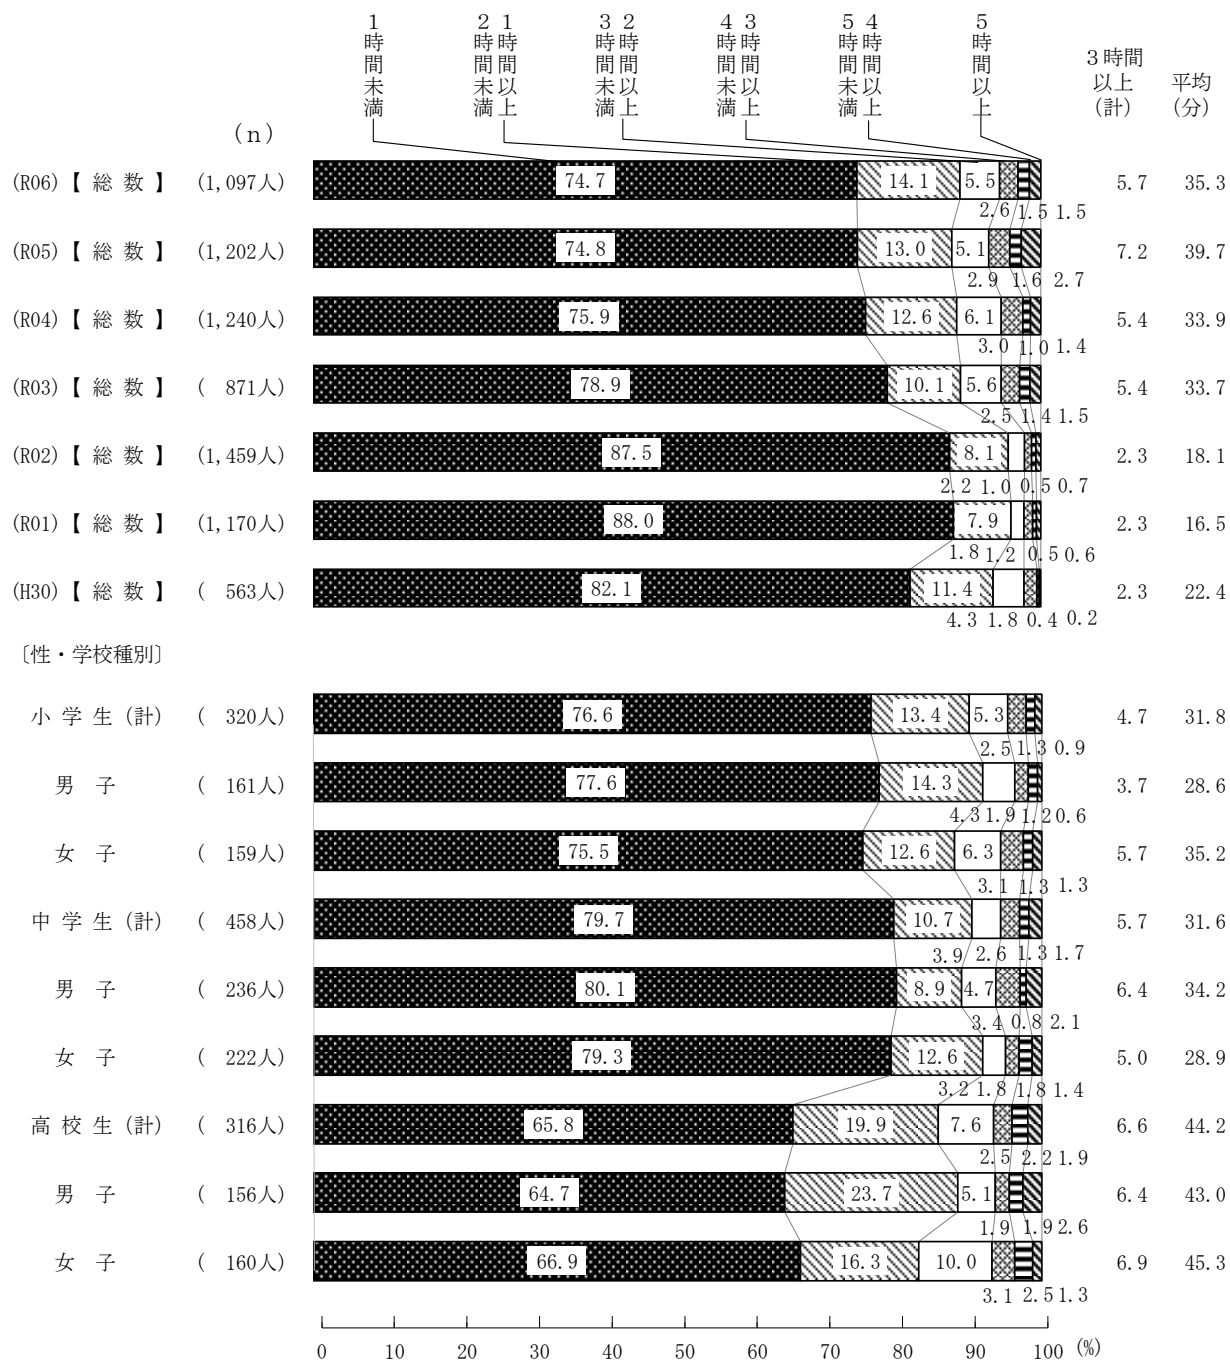 1時間未満
1時間以上 2時間未満
2時間以上 3時間未満
3時間以上 4時間未満
4時間以上 5時間未満
5時間以上
3時間以上（計）
平均（分）
（ｎ）
(R06)【 総 数 】 (1,097人) 74.7 14.1 5.5 2.6 1.5 1.5 5.7 35.3
(R05)【 総 数 】 (1,202人) 74.8 13.0 5.1 2.9 1.6 2.7 7.2 39.7
(R04)【 総 数 】 (1,240人) 75.9 12.6 6.1 3.0 1.0 1.4 5.4 33.9
(R03)【 総 数 】 ( 871人) 78.9 10.1 5.6 2.5 1.4 1.5 5.4 33.7
(R02)【 総 数 】 (1,459人) 87.5 8.1 2.2 1.0 0.5 0.7 2.3 18.1
(R01)【 総 数 】 (1,170人) 88.0 7.9 1.8 1.2 0.5 0.6 2.3 16.5
(H30)【 総 数 】 ( 563人) 82.1 11.4 4.3 1.8 0.4 0.2 2.3 22.4
〔性・学校種別〕
小 学 生 (計) ( 320人) 76.6 13.4 5.3 2.5 1.3 0.9 4.7 31.8
男 子 ( 161人) 77.6 14.3 4.3 1.9 1.2 0.6 3.7 28.6
女 子 ( 159人) 75.5 12.6 6.3 3.1 1.3 1.3 5.7 35.2
中 学 生 (計) ( 458人) 79.7 10.7 3.9 2.6 1.3 1.7 5.7 31.6
男 子 ( 236人) 80.1 8.9 4.7 3.4 0.8 2.1 6.4 34.2
女 子 ( 222人) 79.3 12.6 3.2 1.8 1.8 1.4 5.0 28.9
高 校 生 (計) ( 316人) 65.8 19.9 7.6 2.5 2.2 1.9 6.6 44.2
男 子 ( 156人) 64.7 23.7 5.1 1.9 1.9 2.6 6.4 43.0
女 子 ( 160人) 66.9 16.3 10.0 3.1 2.5 1.3 6.9 45.3
0 10 20 30 40 50 60 70 80 90 100 (%)